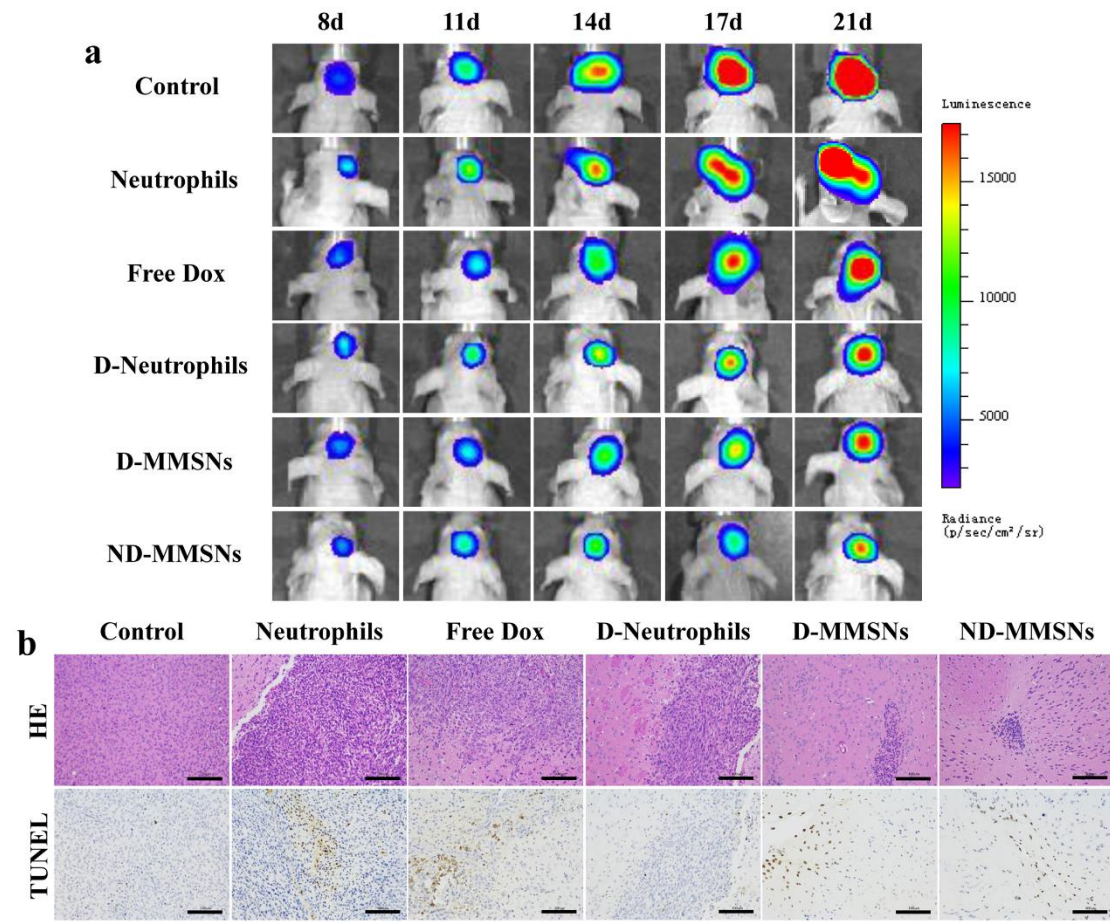 8d 11d 14d 17d 21d
a
Control
Neutrophils
Free Dox
D-Neutrophils
D-MMSNs
ND-MMSNs
Luminescence
15000
10000
5000
Radiance
(p/sec/cm²/sr)
b
Control Neutrophils Free Dox D-Neutrophils D-MMSNs ND-MMSNs
HE
TUNEL